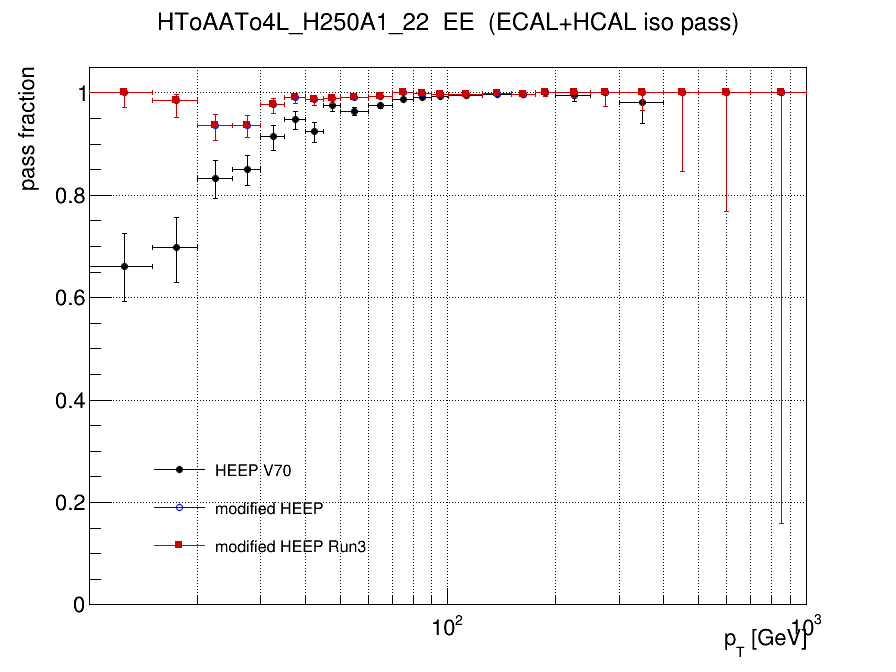 HToAATo4L_H250A1_22 EE (ECAL+HCAL iso pass)
pass fraction
1
0.8
0.6
0.4
0.2
0
HEEP V70
modified HEEP
modified HEEP Run3
10²
10³
p_T [GeV]